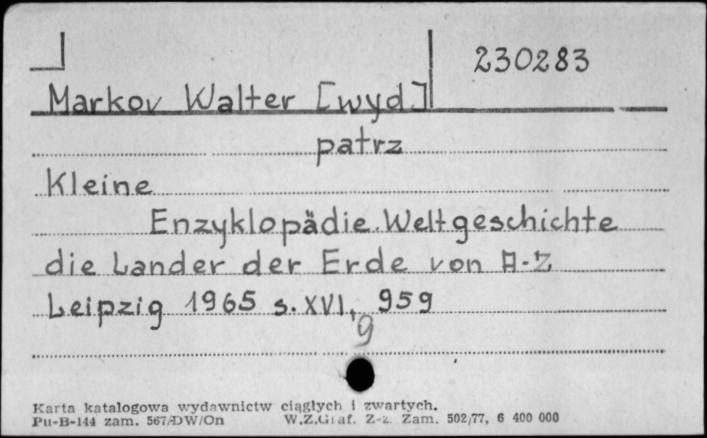 230283
Markov Walter [wyd.]
patrz
Kleine
Enzyklopädie. Weltgeschichte
die Lander der Erde von A-Z
Leipzig 1965 s. XVI, 959
9
Karta katalogowa wydawnictw ciągłych i zwartych.
Pu-B-144 zam. 567/DW/On W.Z.Graf. Z-z. Zam. 502/77, 6 400 000